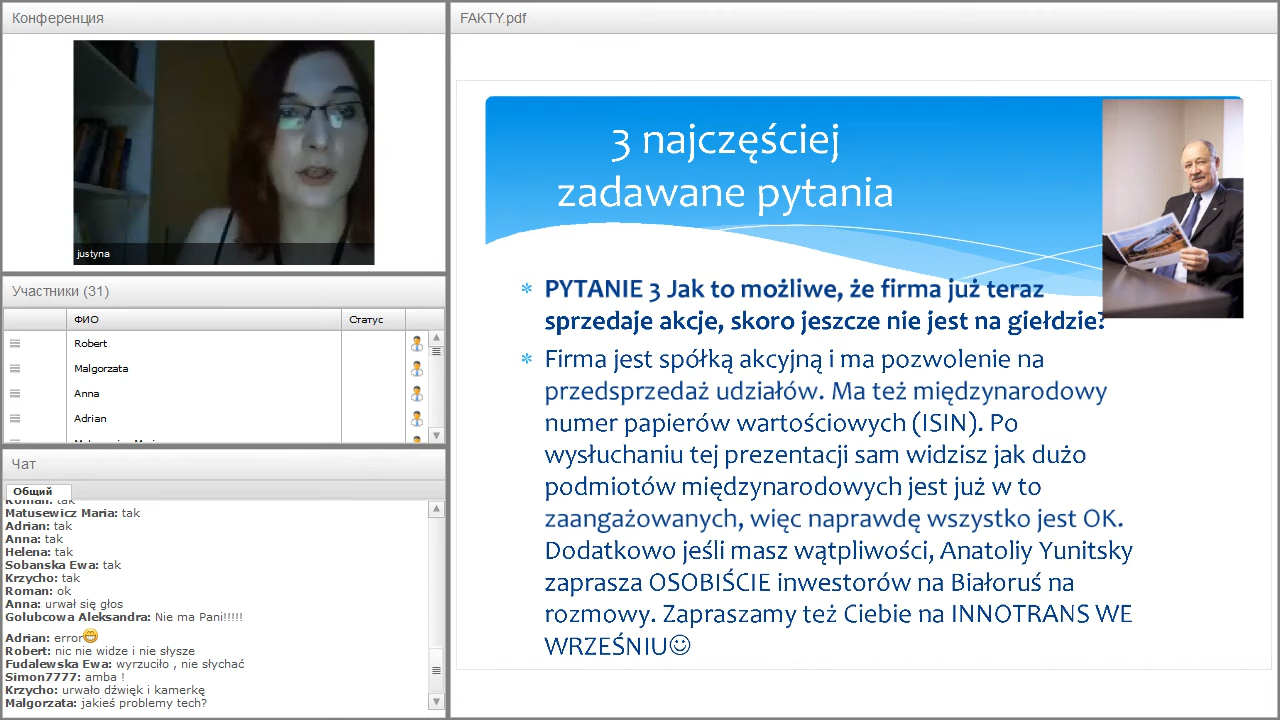 Конференция
justyna
Участники (31)
ФИО
Статус
Robert
Malgorzata
Anna
Adrian
Чат
Общий
Roman: tak
Matusewicz Maria: tak
Adrian: tak
Anna: tak
Helena: tak
Sobanska Ewa: tak
Krzycho: tak
Roman: ok
Anna: urwał się głos
Golubcowa Aleksandra: Nie ma Pani!!!!!
Adrian: error😁
Robert: nic nie widze i nie słysze
Fudalewska Ewa: wyrzuciło , nie słychać
Simon7777: amba !
Krzycho: urwało dźwięk i kamerkę
Malgorzata: jakieś problemy tech?
FAKTY.pdf
3 najczęściej
zadawane pytania
* PYTANIE 3 Jak to możliwe, że firma już teraz
sprzedaje akcje, skoro jeszcze nie jest na giełdzie?
* Firma jest spółką akcyjną i ma pozwolenie na
przedsprzedaż udziałów. Ma też międzynarodowy
numer papierów wartościowych (ISIN). Po
wysłuchaniu tej prezentacji sam widzisz jak dużo
podmiotów międzynarodowych jest już w to
zaangażowanych, więc naprawdę wszystko jest OK.
Dodatkowo jeśli masz wątpliwości, Anatoliy Yunitsky
zaprasza OSOBIŚCIE inwestorów na Białoruś na
rozmowy. Zapraszamy też Ciebie na INNOTRANS WE
WRZEŚNIU☺